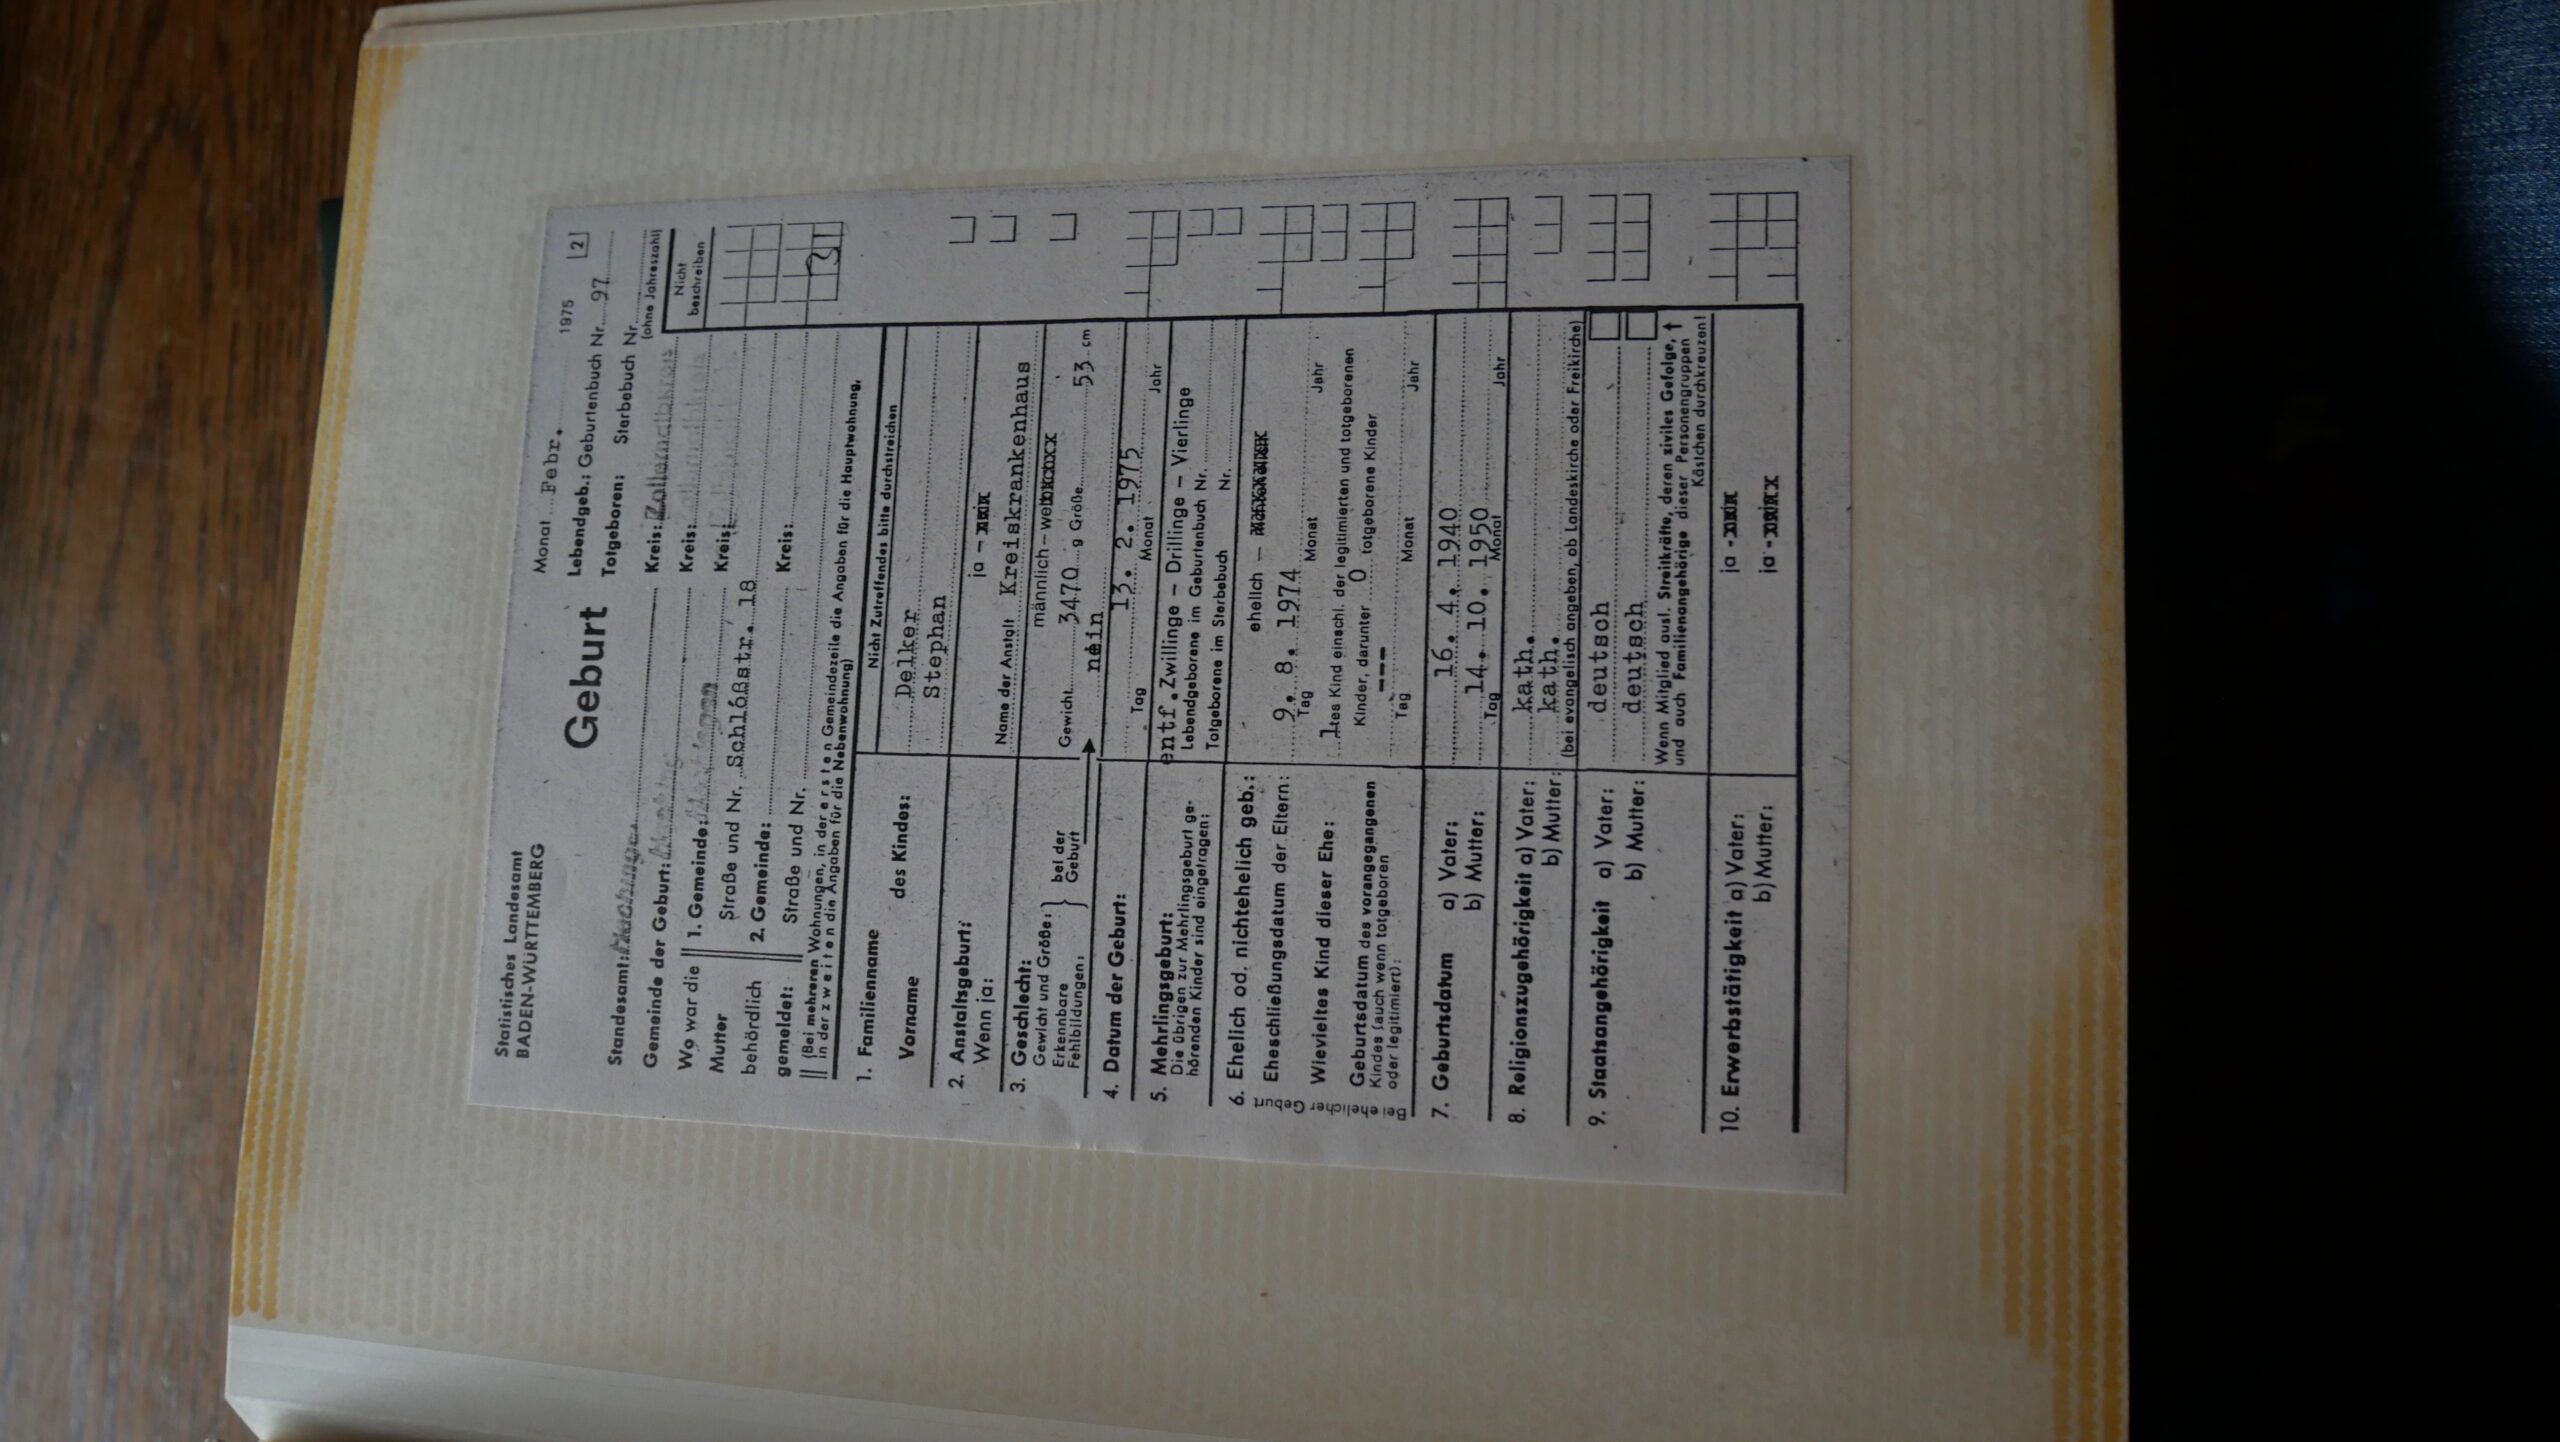 Statistisches Landesamt
BADEN-WÜRTTEMBERG
Monat Febr. 1975 2
Geburt
Lebendgeb.: Geburtenbuch Nr. 97
Totgeboren: Sterbebuch Nr.
(ohne Jahreszahl)
Standesamt:
Gemeinde der Geburt: Kreis:
Wo war die Mutter behördlich gemeldet:
1. Gemeinde: Kreis:
Straße und Nr. Schloßstr. 18 Kreis:
2. Gemeinde: Kreis:
Straße und Nr.
(Bei mehreren Wohnungen, in der ersten Gemeindezeile die Angaben für die Hauptwohnung,
in der zweiten die Angaben für die Nebenwohnung)
Nicht
beschreiben
Nicht Zutreffendes bitte durchstreichen
1. Familienname des Kindes: Delker
Vorname Stephan
2. Anstaltsgeburt: ja -
Wenn ja: Name der Anstalt Kreiskrankenhaus
3. Geschlecht: männlich –
Gewicht und Größe: bei der Geburt Gewicht 3470 g Größe 53 cm
Erkennbare
Fehlbildungen: nein
4. Datum der Geburt: 13. 2. 1975
Tag Monat Jahr
5. Mehrlingsgeburt: entf. Zwillinge – Drillinge – Vierlinge
Die übrigen zur Mehrlingsgeburt ge- Lebendgeborene im Geburtenbuch Nr.
hörenden Kinder sind eingetragen: Totgeborene im Sterbebuch Nr.
6. Ehelich od. nichtehelich geb.: ehelich –
Bei ehelicher Geburt
Eheschließungsdatum der Eltern: 9. 8. 1974
Tag Monat Jahr
Wievieltes Kind dieser Ehe: 1tes Kind einschl. der legitimierten und totgeborenen
Kinder, darunter 0 totgeborene Kinder
Geburtsdatum des vorangegangenen ---
Kindes (auch wenn totgeboren
oder legitimiert): Tag Monat Jahr
7. Geburtsdatum a) Vater: 16. 4. 1940
b) Mutter: 14. 10. 1950
Tag Monat Jahr
8. Religionszugehörigkeit a) Vater: kath.
b) Mutter: kath.
(bei evangelisch angeben, ob Landeskirche oder Freikirche)
9. Staatsangehörigkeit a) Vater: deutsch
b) Mutter: deutsch
Wenn Mitglied ausl. Streitkräfte, deren ziviles Gefolge, ↑
und auch Familienangehörige dieser Personengruppen
Kästchen durchkreuzen!
10. Erwerbstätigkeit a) Vater: ja -
b) Mutter: ja -